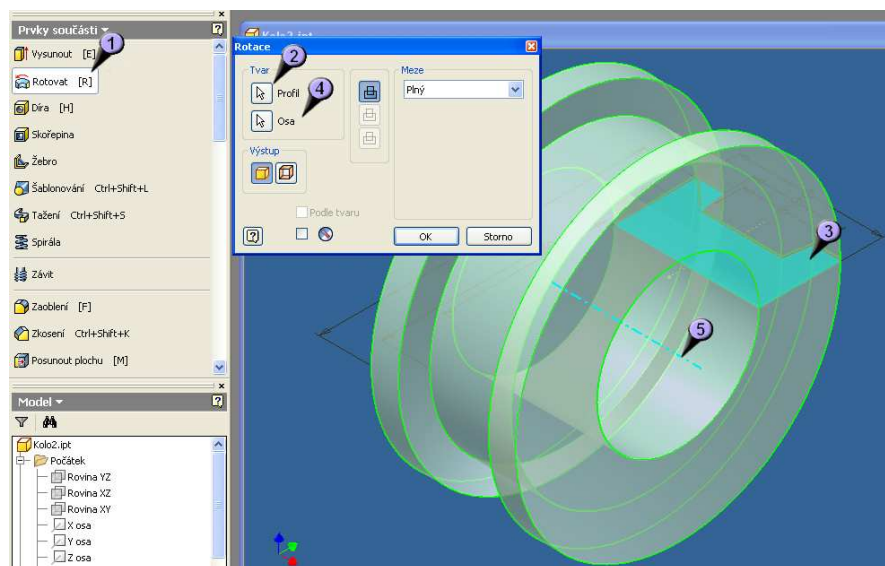 Prvky součásti
Vysunout [E]
Rotovat [R]
Díra [H]
Skořepina
Žebro
Šablonování Ctrl+Shift+L
Tažení Ctrl+Shift+S
Spirála
Závit
Zaoblení [F]
Zkosení Ctrl+Shift+K
Posunout plochu [M]
Model
Kolo2.ipt
Počátek
Rovina YZ
Rovina XZ
Rovina XY
X osa
Y osa
Z osa
Kolo2.ipt
Rotace
Tvar
Profil
Osa
Výstup
Podle tvaru
Meze
Plný
OK
Storno
1
2
3
4
5